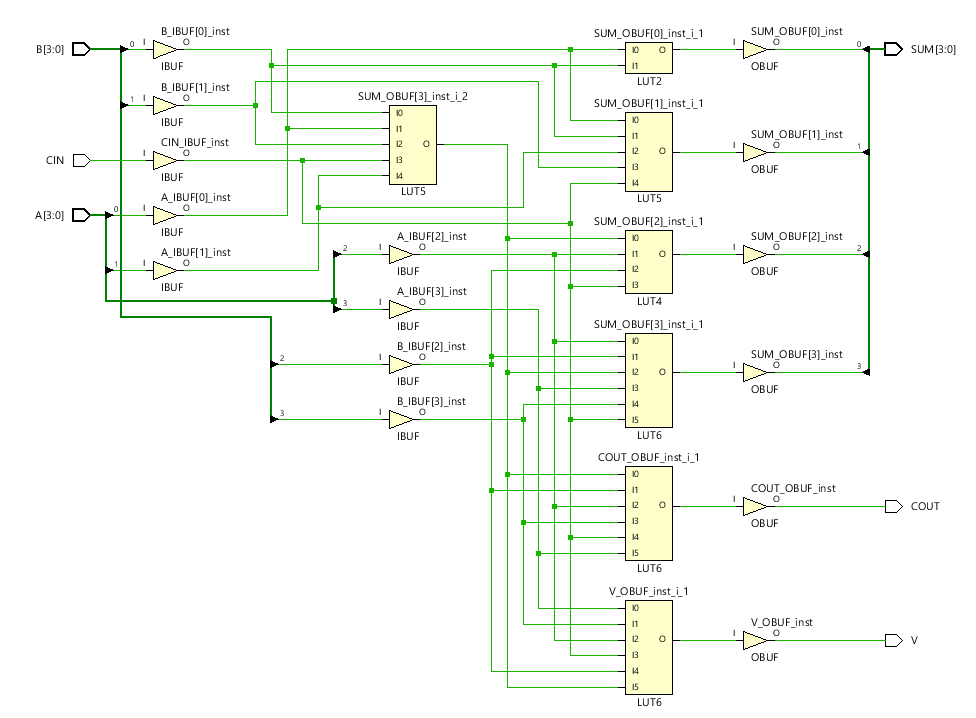 B_IBUF[0]_inst
SUM_OBUF[0]_inst_i_1
SUM_OBUF[0]_inst
B[3:0]
0
I
O
IBUF
I0
O
I1
LUT2
I
O
OBUF
0
SUM[3:0]
B_IBUF[1]_inst
1
I
O
IBUF
SUM_OBUF[3]_inst_i_2
I0
I1
I2
O
I3
I4
LUT5
SUM_OBUF[1]_inst_i_1
I0
I1
I2
O
I3
I4
LUT5
SUM_OBUF[1]_inst
I
O
OBUF
1
CIN_IBUF_inst
CIN
I
O
IBUF
A_IBUF[0]_inst
A[3:0]
0
I
O
IBUF
A_IBUF[1]_inst
1
I
O
IBUF
A_IBUF[2]_inst
2
I
O
IBUF
SUM_OBUF[2]_inst_i_1
I0
I1
O
I2
I3
LUT4
SUM_OBUF[2]_inst
I
O
OBUF
2
A_IBUF[3]_inst
3
I
O
IBUF
B_IBUF[2]_inst
2
I
O
IBUF
B_IBUF[3]_inst
3
I
O
IBUF
SUM_OBUF[3]_inst_i_1
I0
I1
I2
O
I3
I4
I5
LUT6
SUM_OBUF[3]_inst
I
O
OBUF
3
COUT_OBUF_inst_i_1
I0
I1
I2
O
I3
I4
I5
LUT6
COUT_OBUF_inst
I
O
OBUF
COUT
V_OBUF_inst_i_1
I0
I1
I2
O
I3
I4
I5
LUT6
V_OBUF_inst
I
O
OBUF
V